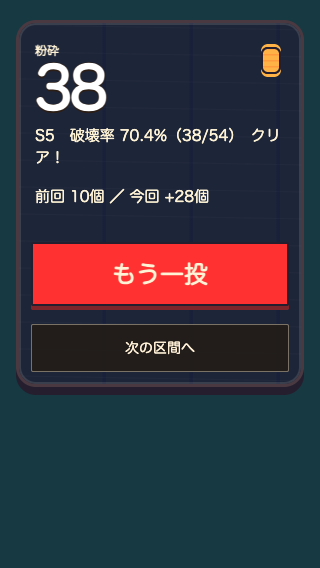 粉砕
38
S5　破壊率 70.4%（38/54）　クリ
ア！
前回 10個 ／ 今回 +28個
もう一投
次の区間へ